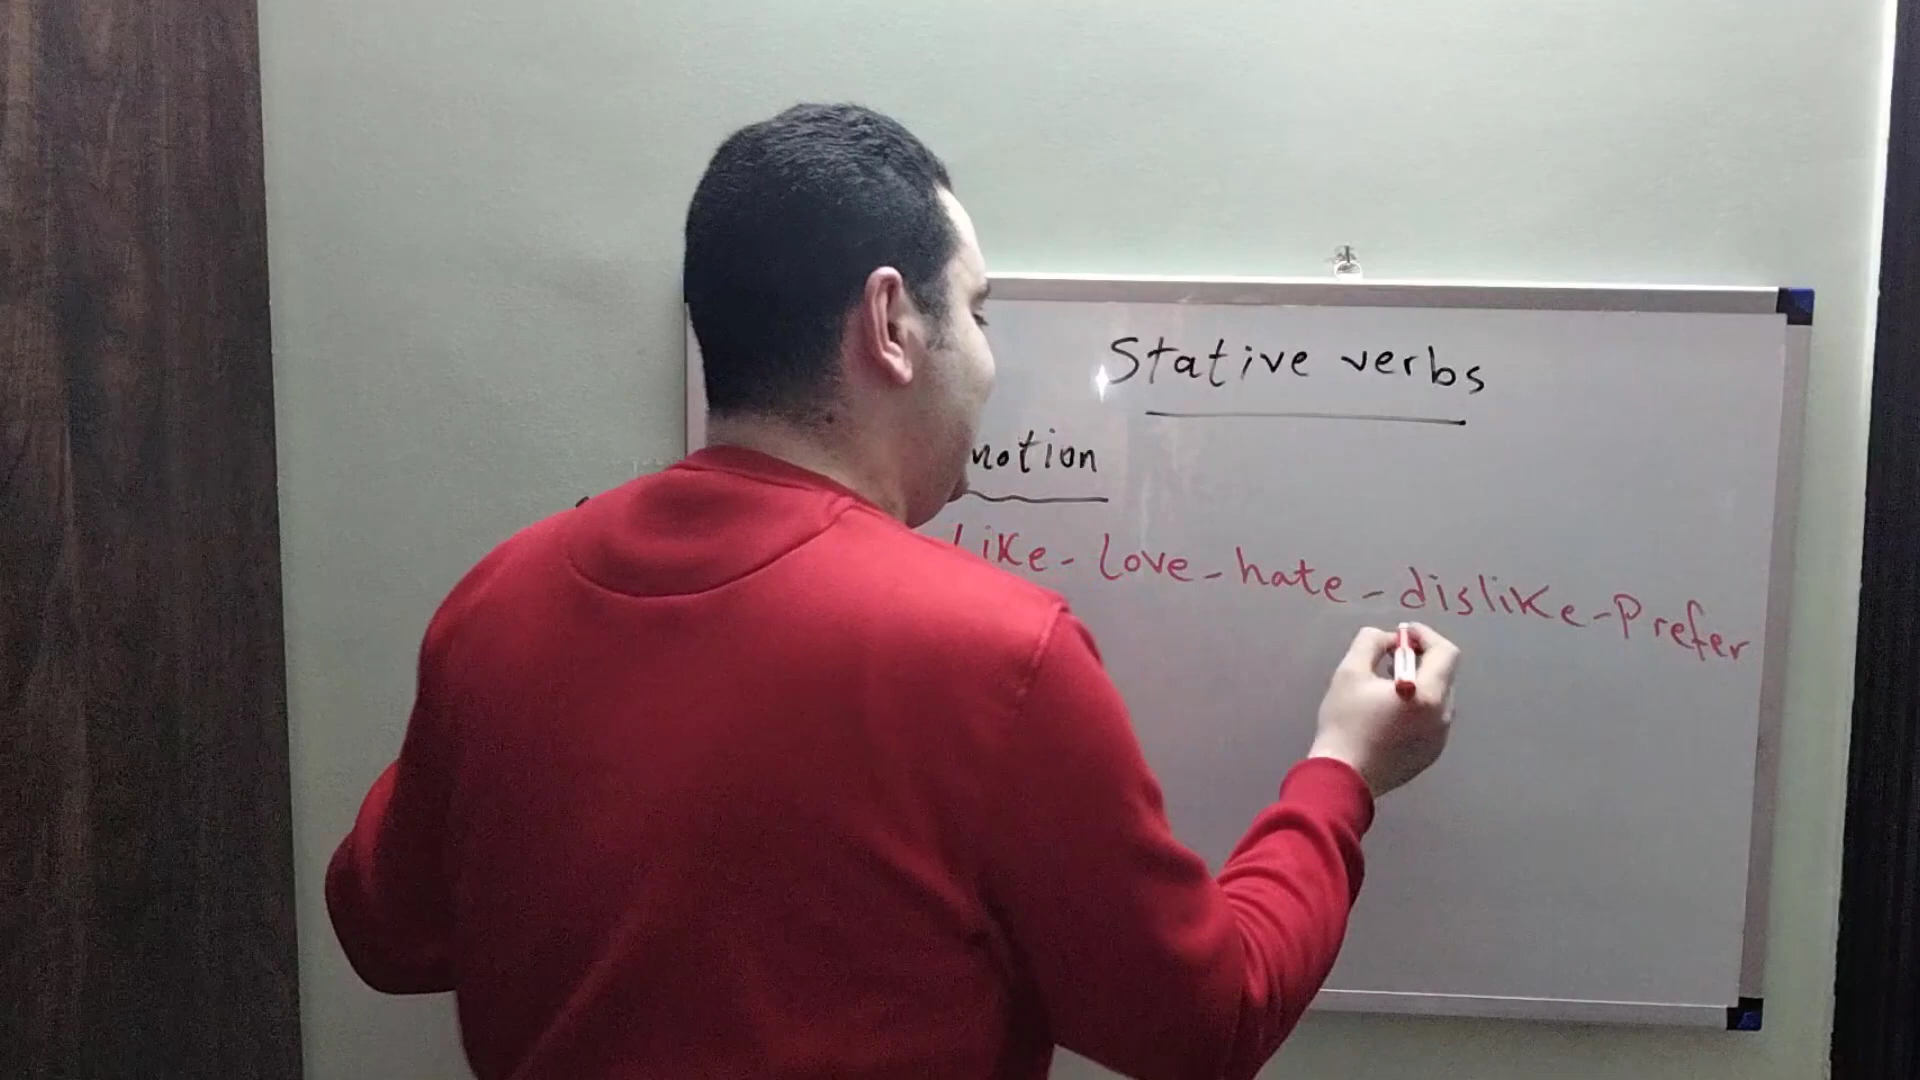 Stative verbs
motion
Like - Love - hate - dislike - Prefer